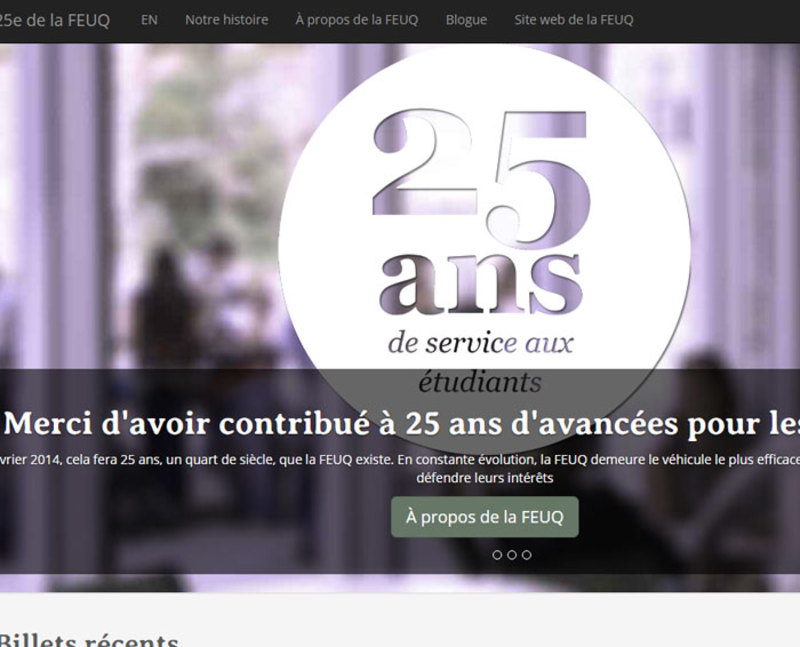 25e de la FEUQ EN Notre histoire À propos de la FEUQ Blogue Site web de la FEUQ
25
ans
de service aux
étudiants
Merci d'avoir contribué à 25 ans d'avancées pour les
2014, cela fera 25 ans, un quart de siècle, que la FEUQ existe. En constante évolution, la FEUQ demeure le véhicule le plus efficace
défendre leurs intérêts
À propos de la FEUQ
Billets récents